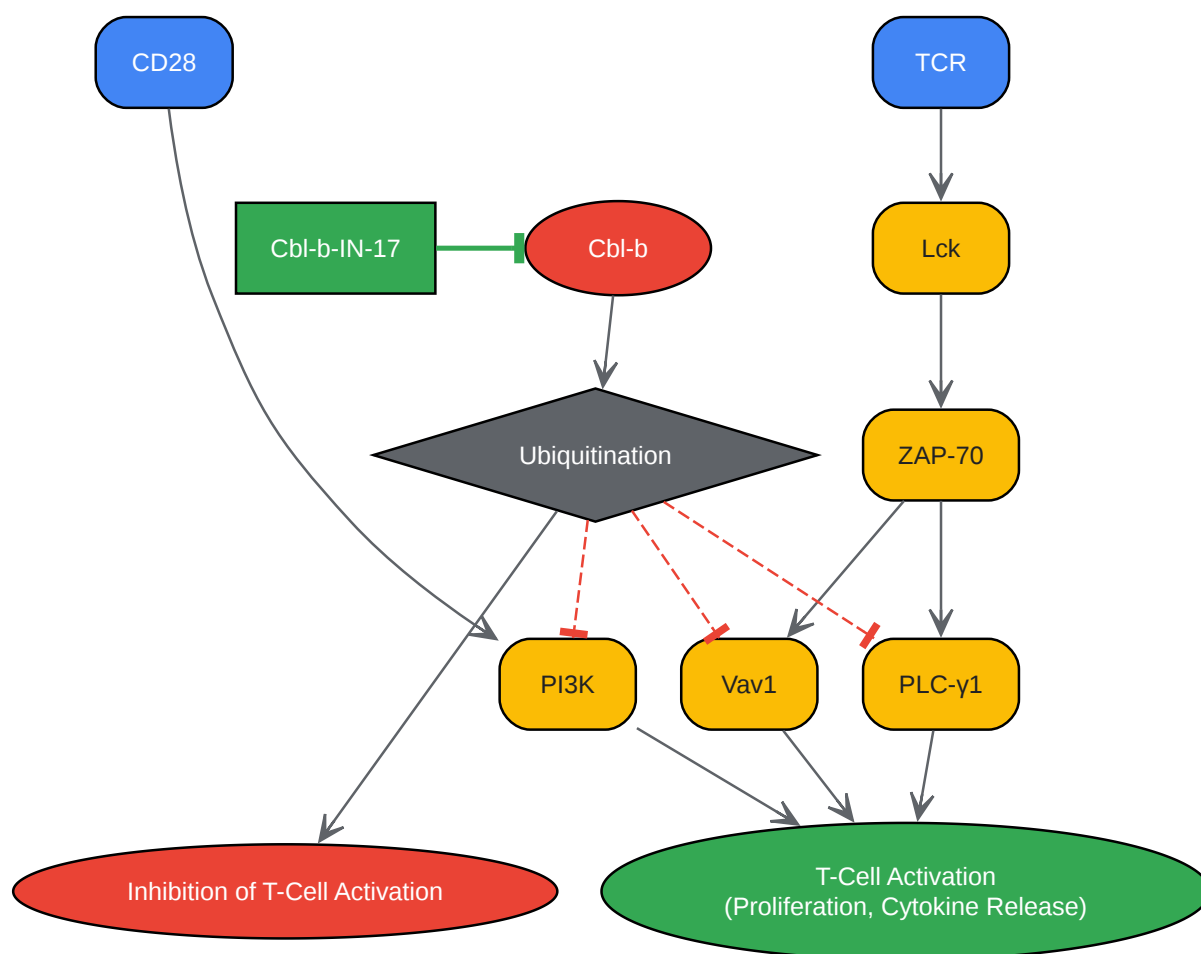 CD28
TCR
Cbl-b-IN-17
Cbl-b
Lck
Ubiquitination
ZAP-70
PI3K
Vav1
PLC-γ1
Inhibition of T-Cell Activation
T-Cell Activation
(Proliferation, Cytokine Release)